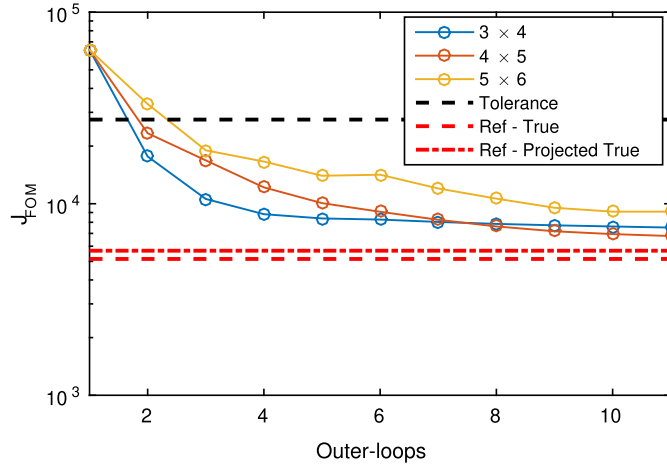 10^5
10^4
10^3
J_FOM
3 × 4
4 × 5
5 × 6
Tolerance
Ref - True
Ref - Projected True
2 4 6 8 10
Outer-loops